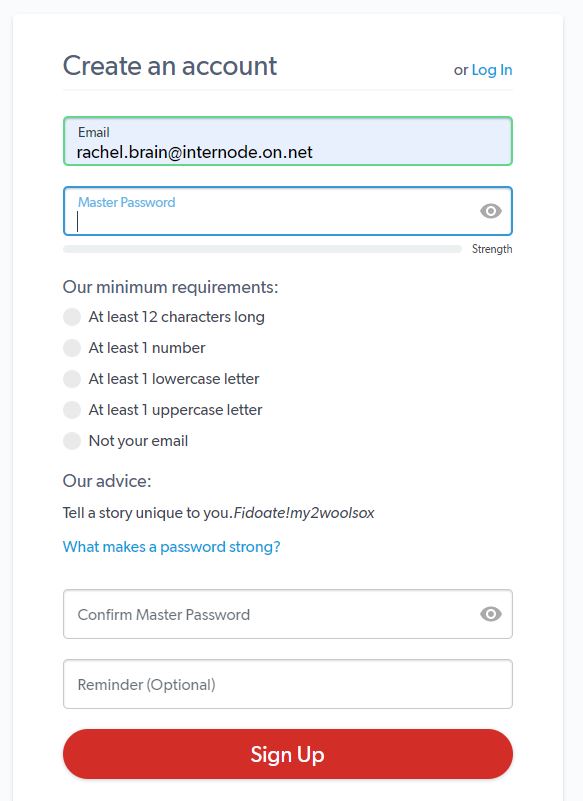 Create an account
or Log In
Email
rachel.brain@internode.on.net
Master Password
Strength
Our minimum requirements:
At least 12 characters long
At least 1 number
At least 1 lowercase letter
At least 1 uppercase letter
Not your email
Our advice:
Tell a story unique to you.Fidoate!my2woolsox
What makes a password strong?
Confirm Master Password
Reminder (Optional)
Sign Up